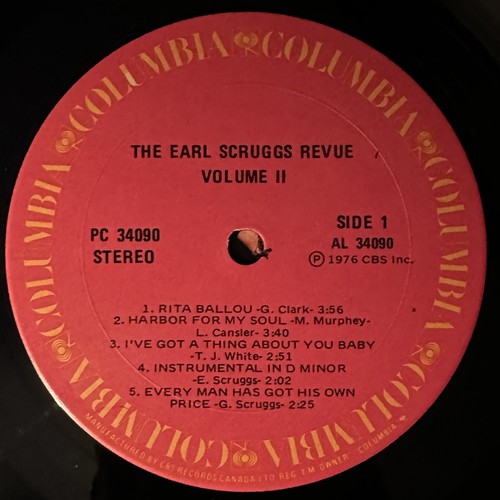 COLUMBIA COLUMBIA COLUMBIA COLUMBIA COLUMBIA COLUMBIA
THE EARL SCRUGGS REVUE
VOLUME II
PC 34090
STEREO
SIDE 1
AL 34090
Ⓟ 1976 CBS Inc.
1. RITA BALLOU -G. Clark- 3:56
2. HARBOR FOR MY SOUL -M. Murphey-
L. Cansler- 3:40
3. I'VE GOT A THING ABOUT YOU BABY
-T. J. White- 2:51
4. INSTRUMENTAL IN D MINOR
-E. Scruggs- 2:02
5. EVERY MAN HAS GOT HIS OWN
PRICE -G. Scruggs- 2:25
MANUFACTURED BY CBS RECORDS CANADA LTD REG. T.M. OWNER- COLUMBIA